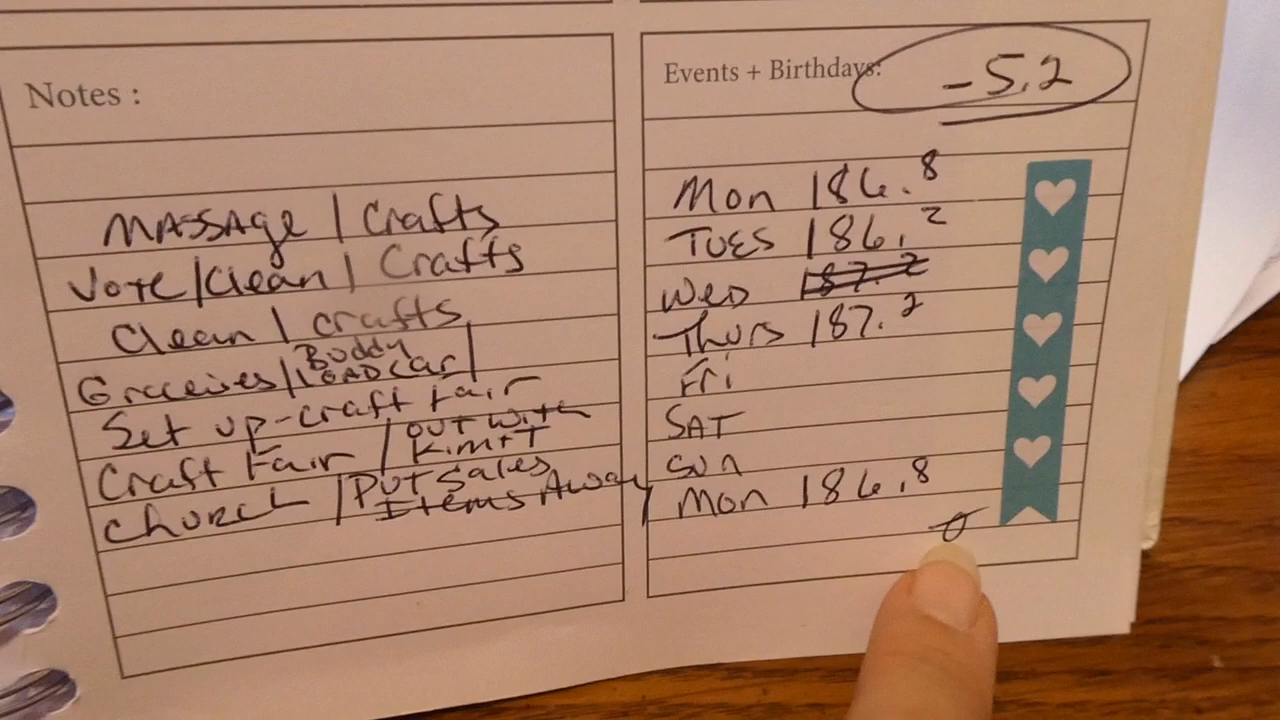 Notes :
MASSAge | Crafts
Vote | Clean | Crafts
Clean | crafts
Groceries | Buddy LOAD car |
Set up - craft fair
Craft Fair / out with Kim + T
Church / Put Sales Items Away
Events + Birthdays:
-5.2
Mon 186.8
TUES 186.2
Wed 187.2
Thurs 187.2
Fri
SAT
Sun
Mon 186.8